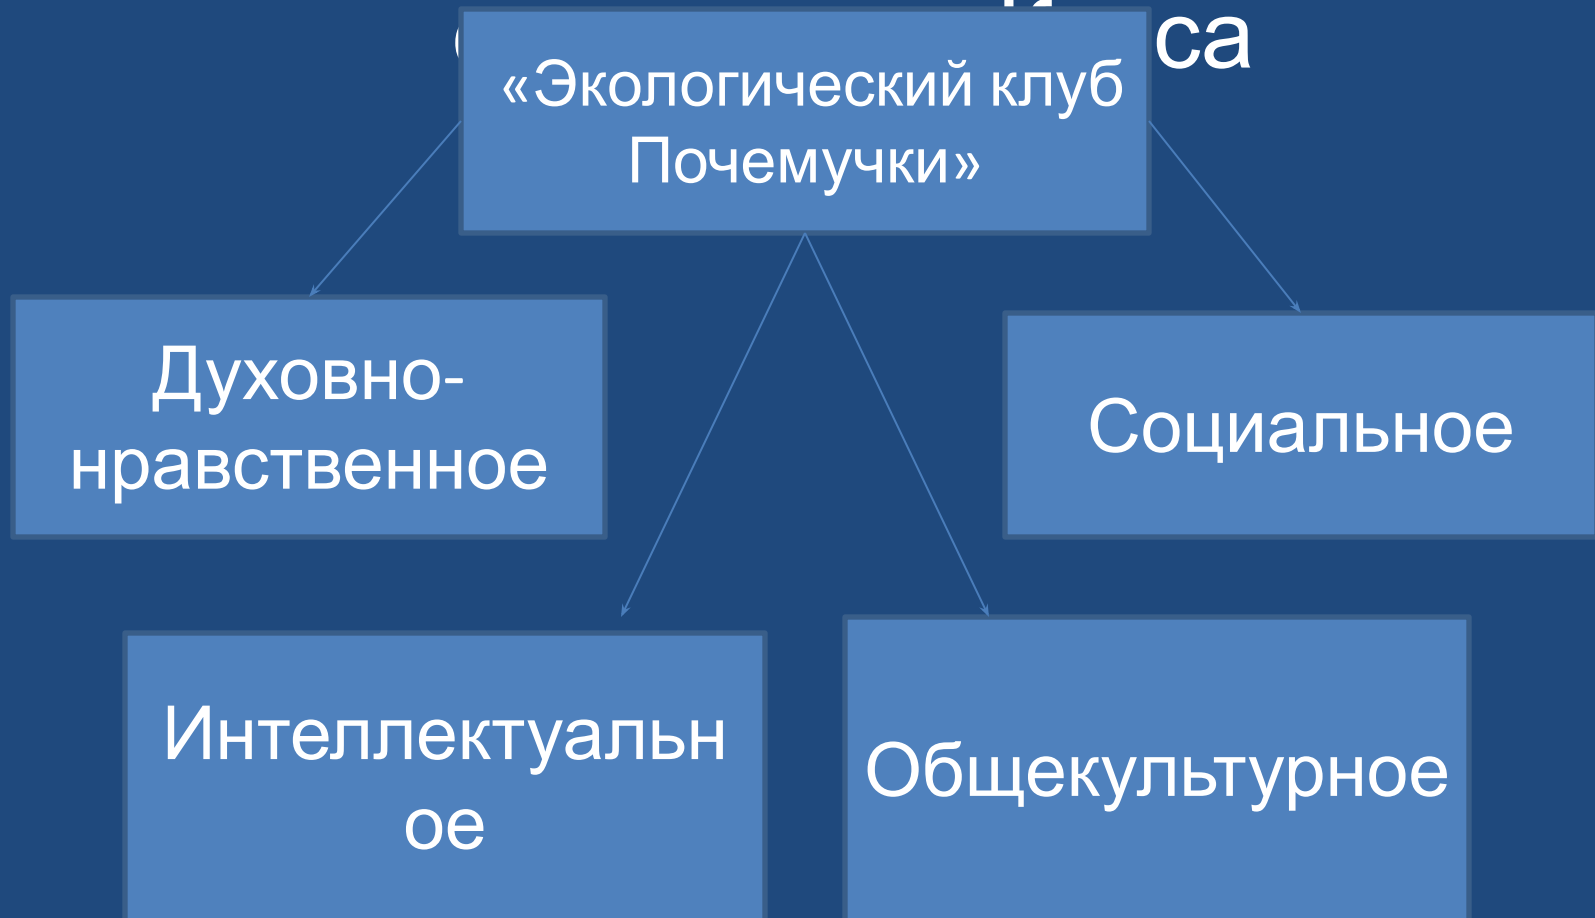 «Экологический клуб
Почемучки»
Духовно-
нравственное
Социальное
Интеллектуальн
ое
Общекультурное